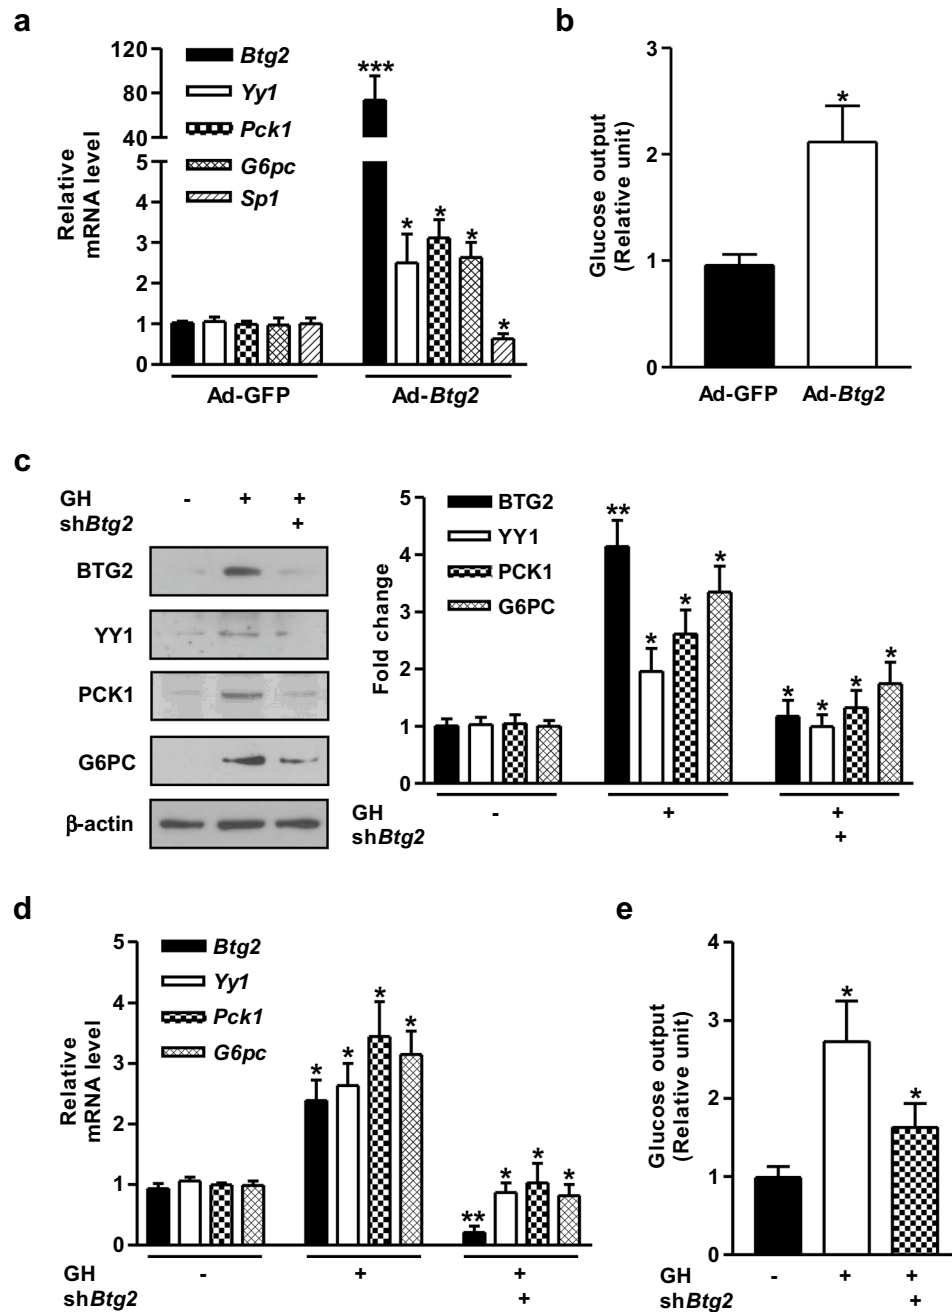 a
120
80
40
5
4
3
2
1
0
Relative
mRNA level
Btg2
Yy1
Pck1
G6pc
Sp1
***
*
*
*
*
Ad-GFP
Ad-Btg2
b
3
2
1
0
Glucose output
(Relative unit)
*
Ad-GFP
Ad-Btg2
c
GH - + +
shBtg2 +
BTG2
YY1
PCK1
G6PC
β-actin
5
4
3
2
1
0
Fold change
BTG2
YY1
PCK1
G6PC
**
*
*
*
*
*
*
*
GH - + +
shBtg2 +
d
5
4
3
2
1
0
Relative
mRNA level
Btg2
Yy1
Pck1
G6pc
*
*
*
*
**
*
*
*
GH - + +
shBtg2 +
e
4
3
2
1
0
Glucose output
(Relative unit)
*
*
GH - + +
shBtg2 +